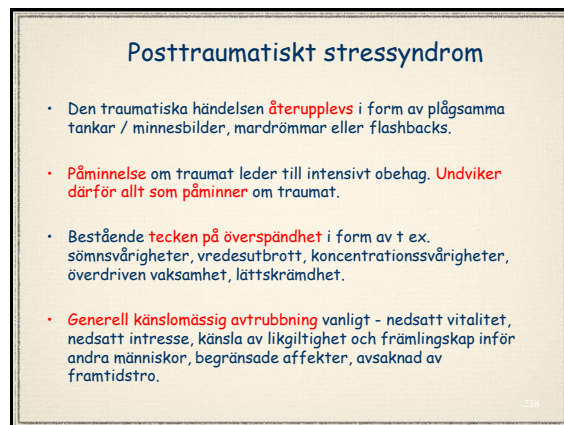 Posttraumatiskt stressyndrom
• Den traumatiska händelsen återupplevs i form av plågsamma
tankar / minnesbilder, mardrömmar eller flashbacks.
• Påminnelse om traumat leder till intensivt obehag. Undviker
därför allt som påminner om traumat.
• Bestående tecken på överspändhet i form av t ex.
sömnsvårigheter, vredesutbrott, koncentrationssvårigheter,
överdriven vaksamhet, lättskrämdhet.
• Generell känslomässig avtrubbning vanligt - nedsatt vitalitet,
nedsatt intresse, känsla av likgiltighet och främlingskap inför
andra människor, begränsade affekter, avsaknad av
framtidstro.
238